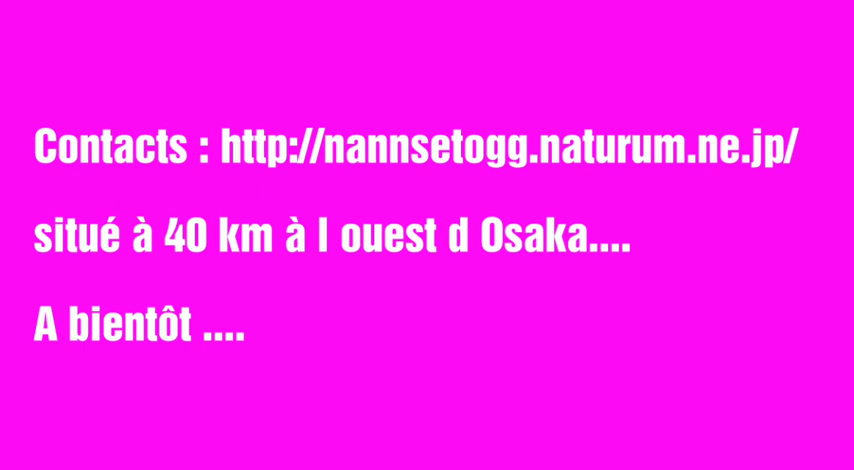 Contacts : http://nannsetogg.naturum.ne.jp/
situé à 40 km à l ouest d Osaka....
A bientôt ....